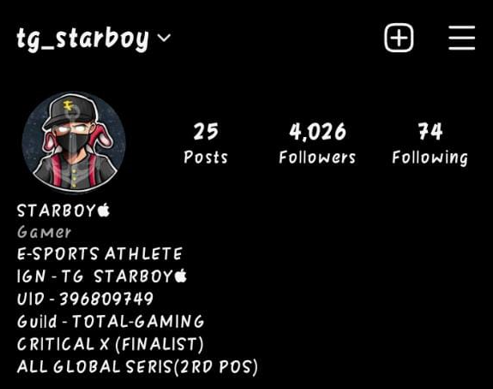 tg_starboy
25 4,026 74
Posts Followers Following
STARBOY
Gamer
E-SPORTS ATHLETE
IGN - TG STARBOY
UID - 396809749
Guild - TOTAL-GAMING
CRITICAL X (FINALIST)
ALL GLOBAL SERIS(2RD POS)